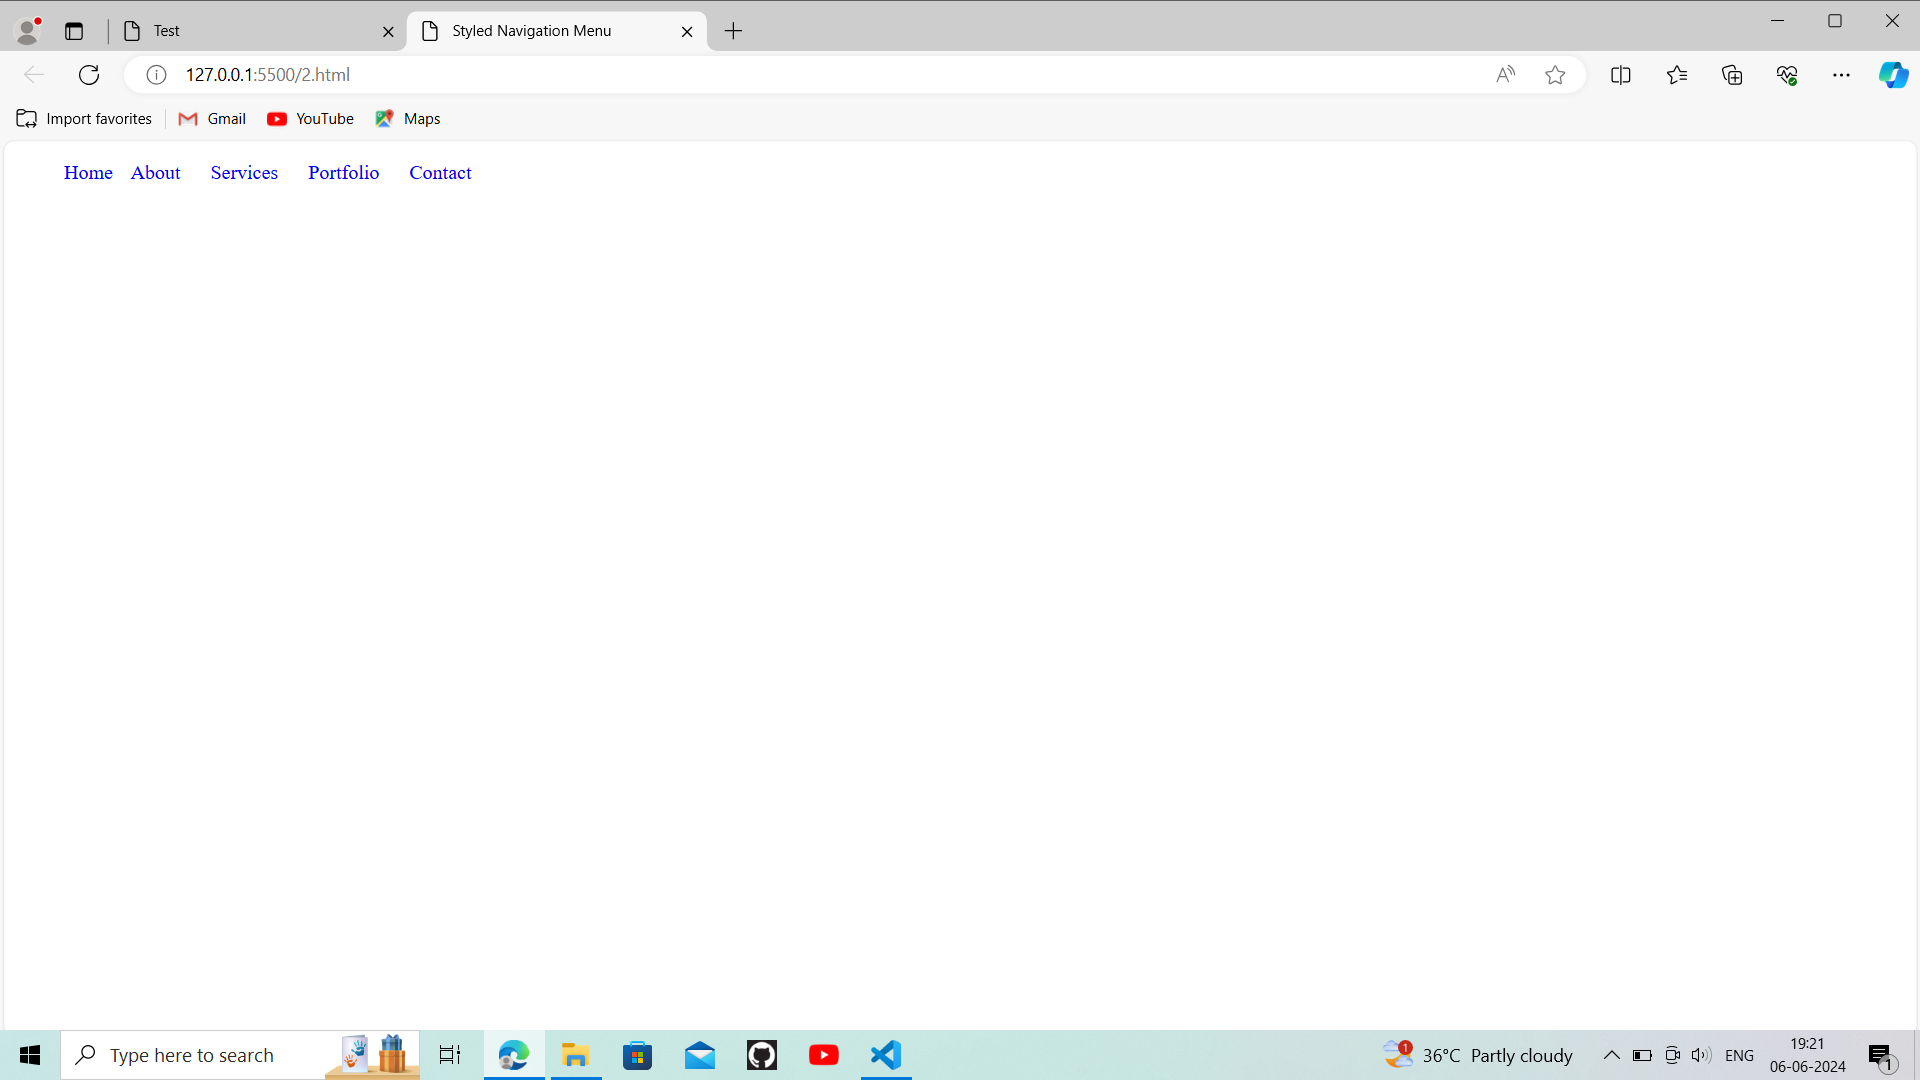 Test
Styled Navigation Menu
127.0.0.1:5500/2.html
Import favorites Gmail YouTube Maps
Home About Services Portfolio Contact
Type here to search
1 36°C Partly cloudy ENG 19:21
06-06-2024 1